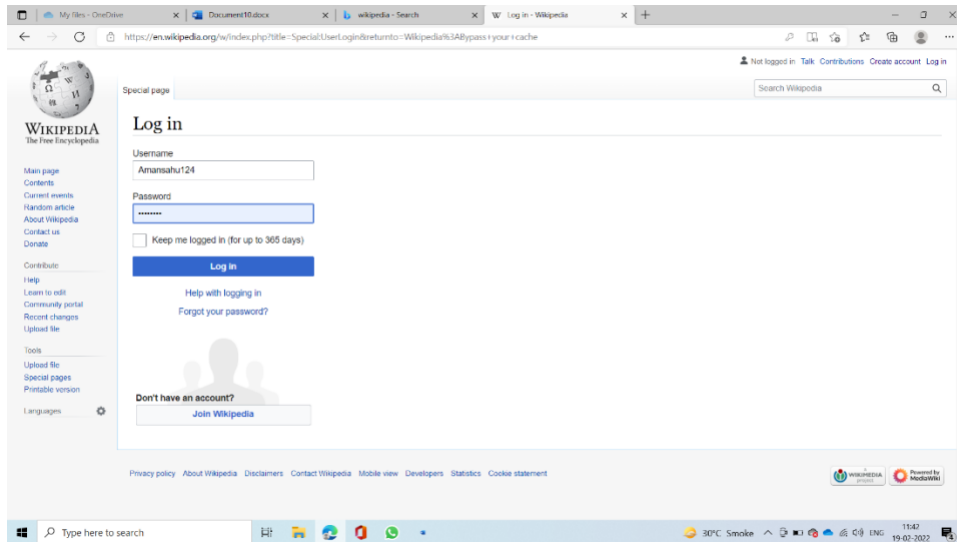 My files - OneDrive
Document10.docx
wikipedia - Search
Log in - Wikipedia
https://en.wikipedia.org/w/index.php?title=Special:UserLogin&returnto=Wikipedia%3ABypass+your+cache
Not logged in Talk Contributions Create account Log in
Special page
Search Wikipedia
WIKIPEDIA
The Free Encyclopedia
Log in
Username
Amansahu124
Password
••••••••
Keep me logged in (for up to 365 days)
Log in
Help with logging in
Forgot your password?
Don't have an account?
Join Wikipedia
Main page
Contents
Current events
Random article
About Wikipedia
Contact us
Donate
Contribute
Help
Learn to edit
Community portal
Recent changes
Upload file
Tools
Upload file
Special pages
Printable version
Languages
Privacy policy About Wikipedia Disclaimers Contact Wikipedia Mobile view Developers Statistics Cookie statement
WIKIMEDIA
project
Powered by
MediaWiki
Type here to search
30°C Smoke
ENG
11:42
19-02-2022